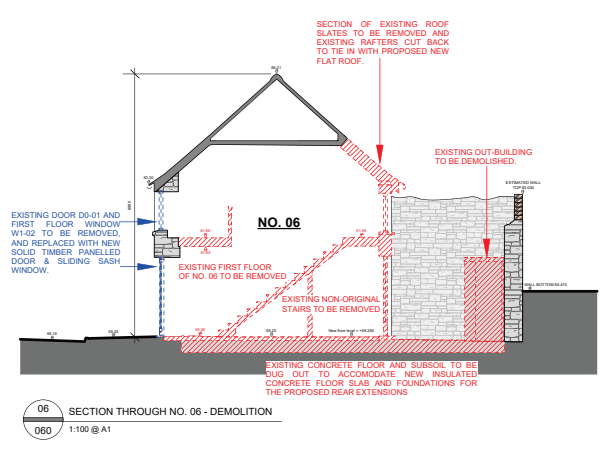 SECTION OF EXISTING ROOF
SLATES TO BE REMOVED AND
EXISTING RAFTERS CUT BACK
TO TIE IN WITH PROPOSED NEW
FLAT ROOF.
EXISTING OUT-BUILDING
TO BE DEMOLISHED.
ESTIMATED WALL
EXISTING DOOR D0-01 AND
FIRST FLOOR WINDOW
W1-02 TO BE REMOVED,
AND REPLACED WITH NEW
SOLID TIMBER PANELLED
DOOR & SLIDING SASH
WINDOW.
NO. 06
EXISTING FIRST FLOOR
OF NO. 06 TO BE REMOVED
EXISTING NON-ORIGINAL
STAIRS TO BE REMOVED
EXISTING CONCRETE FLOOR AND SUBSOIL TO BE
DUG OUT TO ACCOMODATE NEW INSULATED
CONCRETE FLOOR SLAB AND FOUNDATIONS FOR
THE PROPOSED REAR EXTENSIONS
06
060
SECTION THROUGH NO. 06 - DEMOLITION
1:100 @ A1